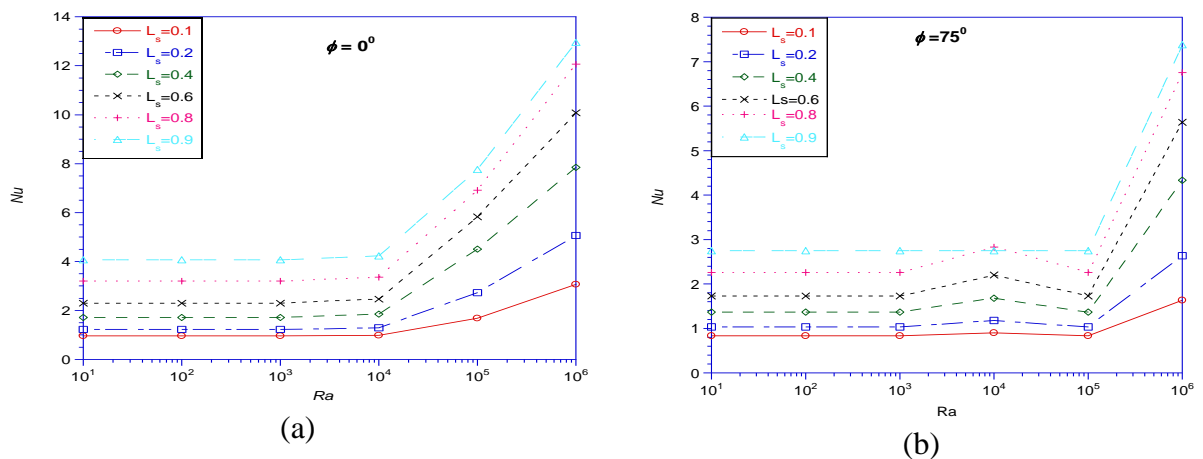 L_s=0.1
L_s=0.2
L_s=0.4
L_s=0.6
L_s=0.8
L_s=0.9
ϕ = 0⁰
14
12
10
8
6
4
2
0
Nu
10¹ 10² 10³ 10⁴ 10⁵ 10⁶
Ra
(a)
L_s=0.1
L_s=0.2
L_s=0.4
Ls=0.6
L_s=0.8
L_s=0.9
ϕ =75⁰
8
7
6
5
4
3
2
1
0
Nu
10¹ 10² 10³ 10⁴ 10⁵ 10⁶
Ra
(b)